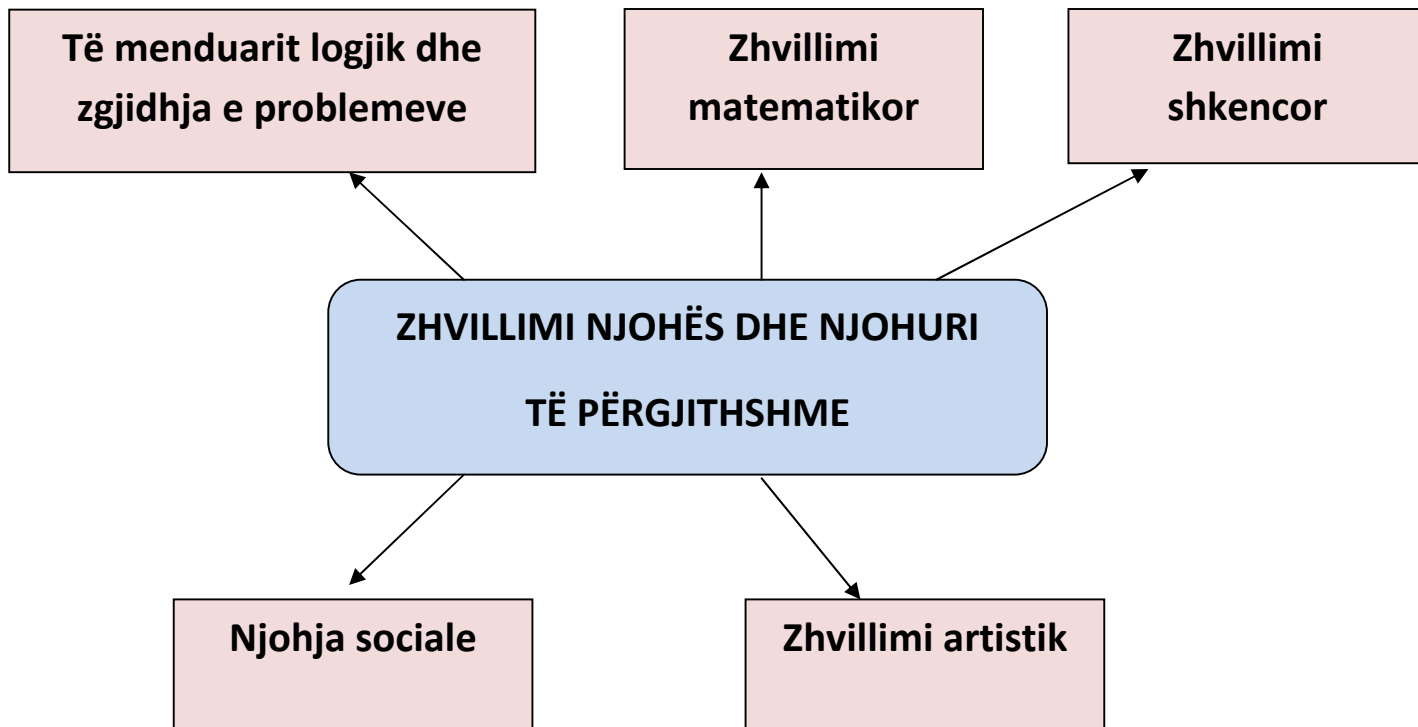 Të menduarit logjik dhe
zgjidhja e problemeve
Zhvillimi
matematikor
Zhvillimi
shkencor
ZHVILLIMI NJOHËS DHE NJOHURI
TË PËRGJITHSHME
Njohja sociale
Zhvillimi artistik